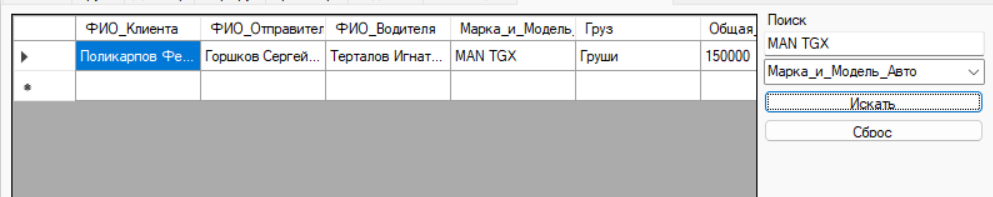 ФИО_Клиента ФИО_Отправител ФИО_Водителя Марка_и_Модель_ Груз Общая_
Поликарпов Фе... Горшков Сергей... Терталов Игнат... MAN TGX Груши 150000
Поиск
MAN TGX
Марка_и_Модель_Авто
Искать
Сброс